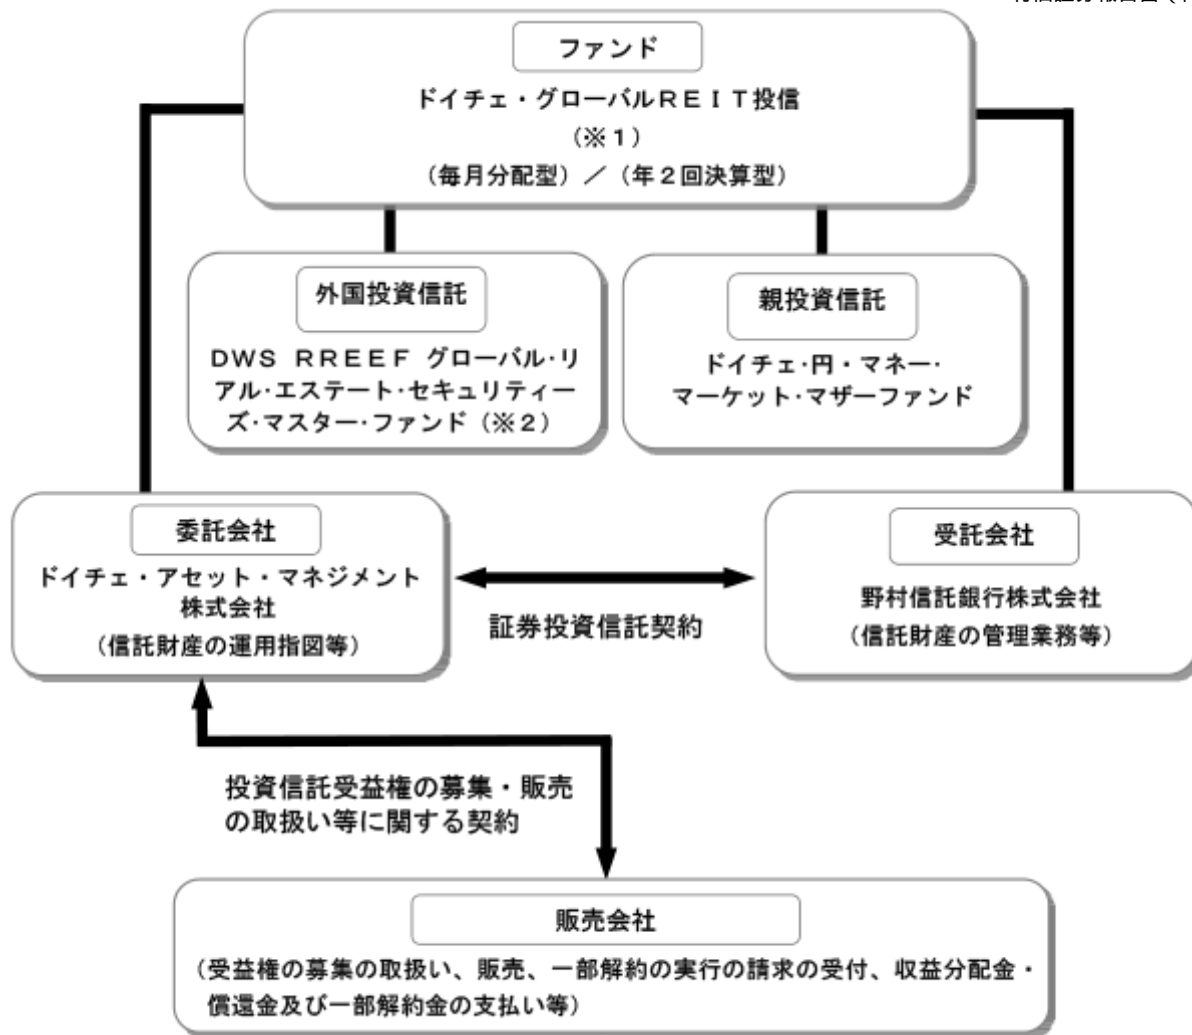 ファンド
ドイチェ・グローバルＲＥＩＴ投信
（※１）
（毎月分配型）／（年２回決算型）
外国投資信託
ＤＷＳ ＲＲＥＥＦ グローバル・リ
アル・エステート・セキュリティー
ズ・マスター・ファンド（※２）
親投資信託
ドイチェ・円・マネー・
マーケット・マザーファンド
委託会社
ドイチェ・アセット・マネジメント
株式会社
（信託財産の運用指図等）
証券投資信託契約
受託会社
野村信託銀行株式会社
（信託財産の管理業務等）
投資信託受益権の募集・販売
の取扱い等に関する契約
販売会社
（受益権の募集の取扱い、販売、一部解約の実行の請求の受付、収益分配金・
償還金及び一部解約金の支払い等）